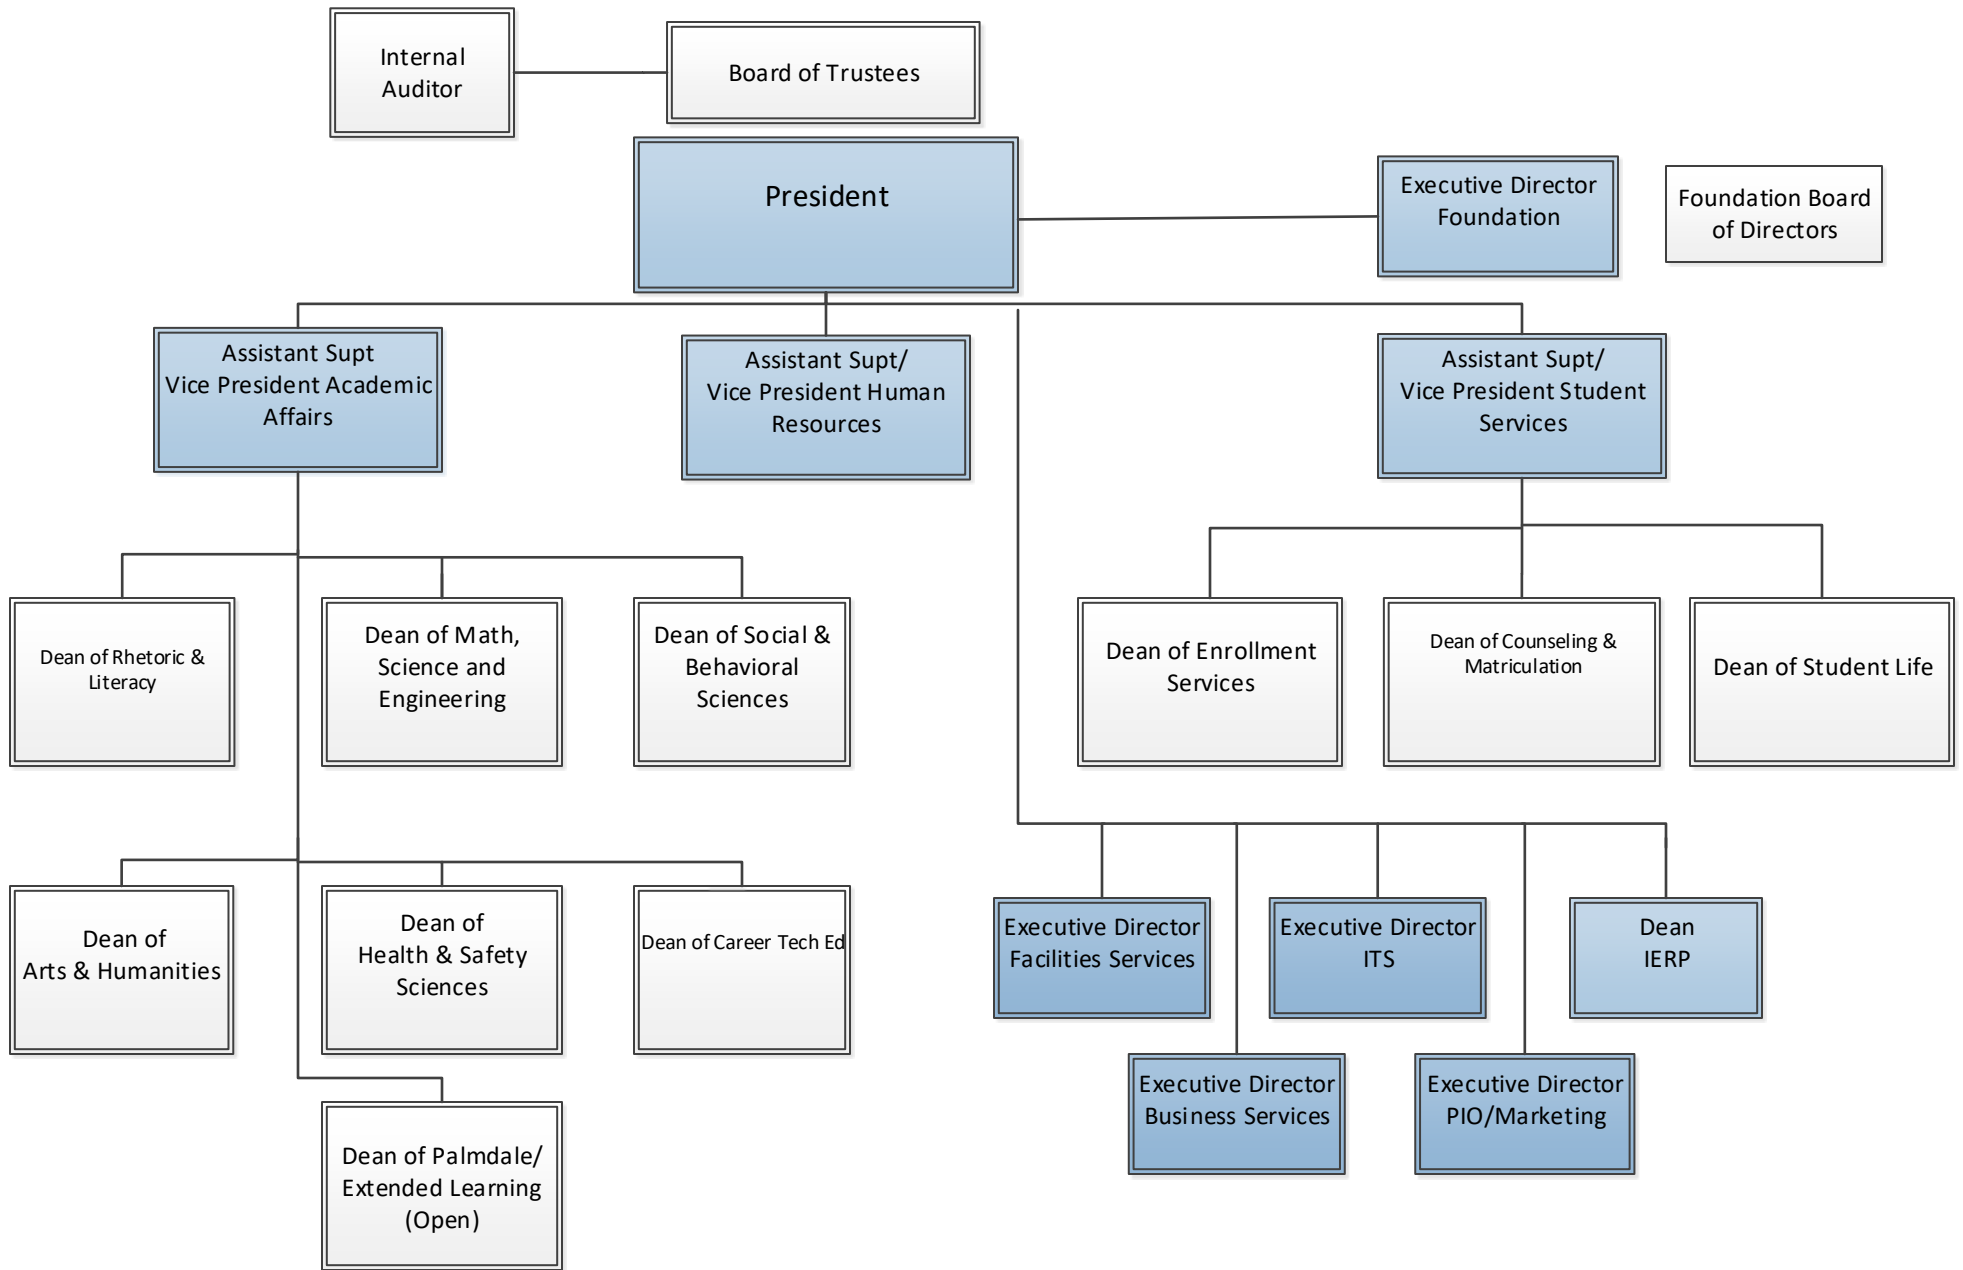 Internal
Auditor
Board of Trustees
President
Executive Director
Foundation
Foundation Board
of Directors
Assistant Supt
Vice President Academic
Affairs
Assistant Supt/
Vice President Human
Resources
Assistant Supt/
Vice President Student
Services
Dean of Rhetoric &
Literacy
Dean of Math,
Science and
Engineering
Dean of Social &
Behavioral
Sciences
Dean of Enrollment
Services
Dean of Counseling &
Matriculation
Dean of Student Life
Dean of
Arts & Humanities
Dean of
Health & Safety
Sciences
Dean of Career Tech Ed
Executive Director
Facilities Services
Executive Director
ITS
Dean
IERP
Executive Director
Business Services
Executive Director
PIO/Marketing
Dean of Palmdale/
Extended Learning
(Open)